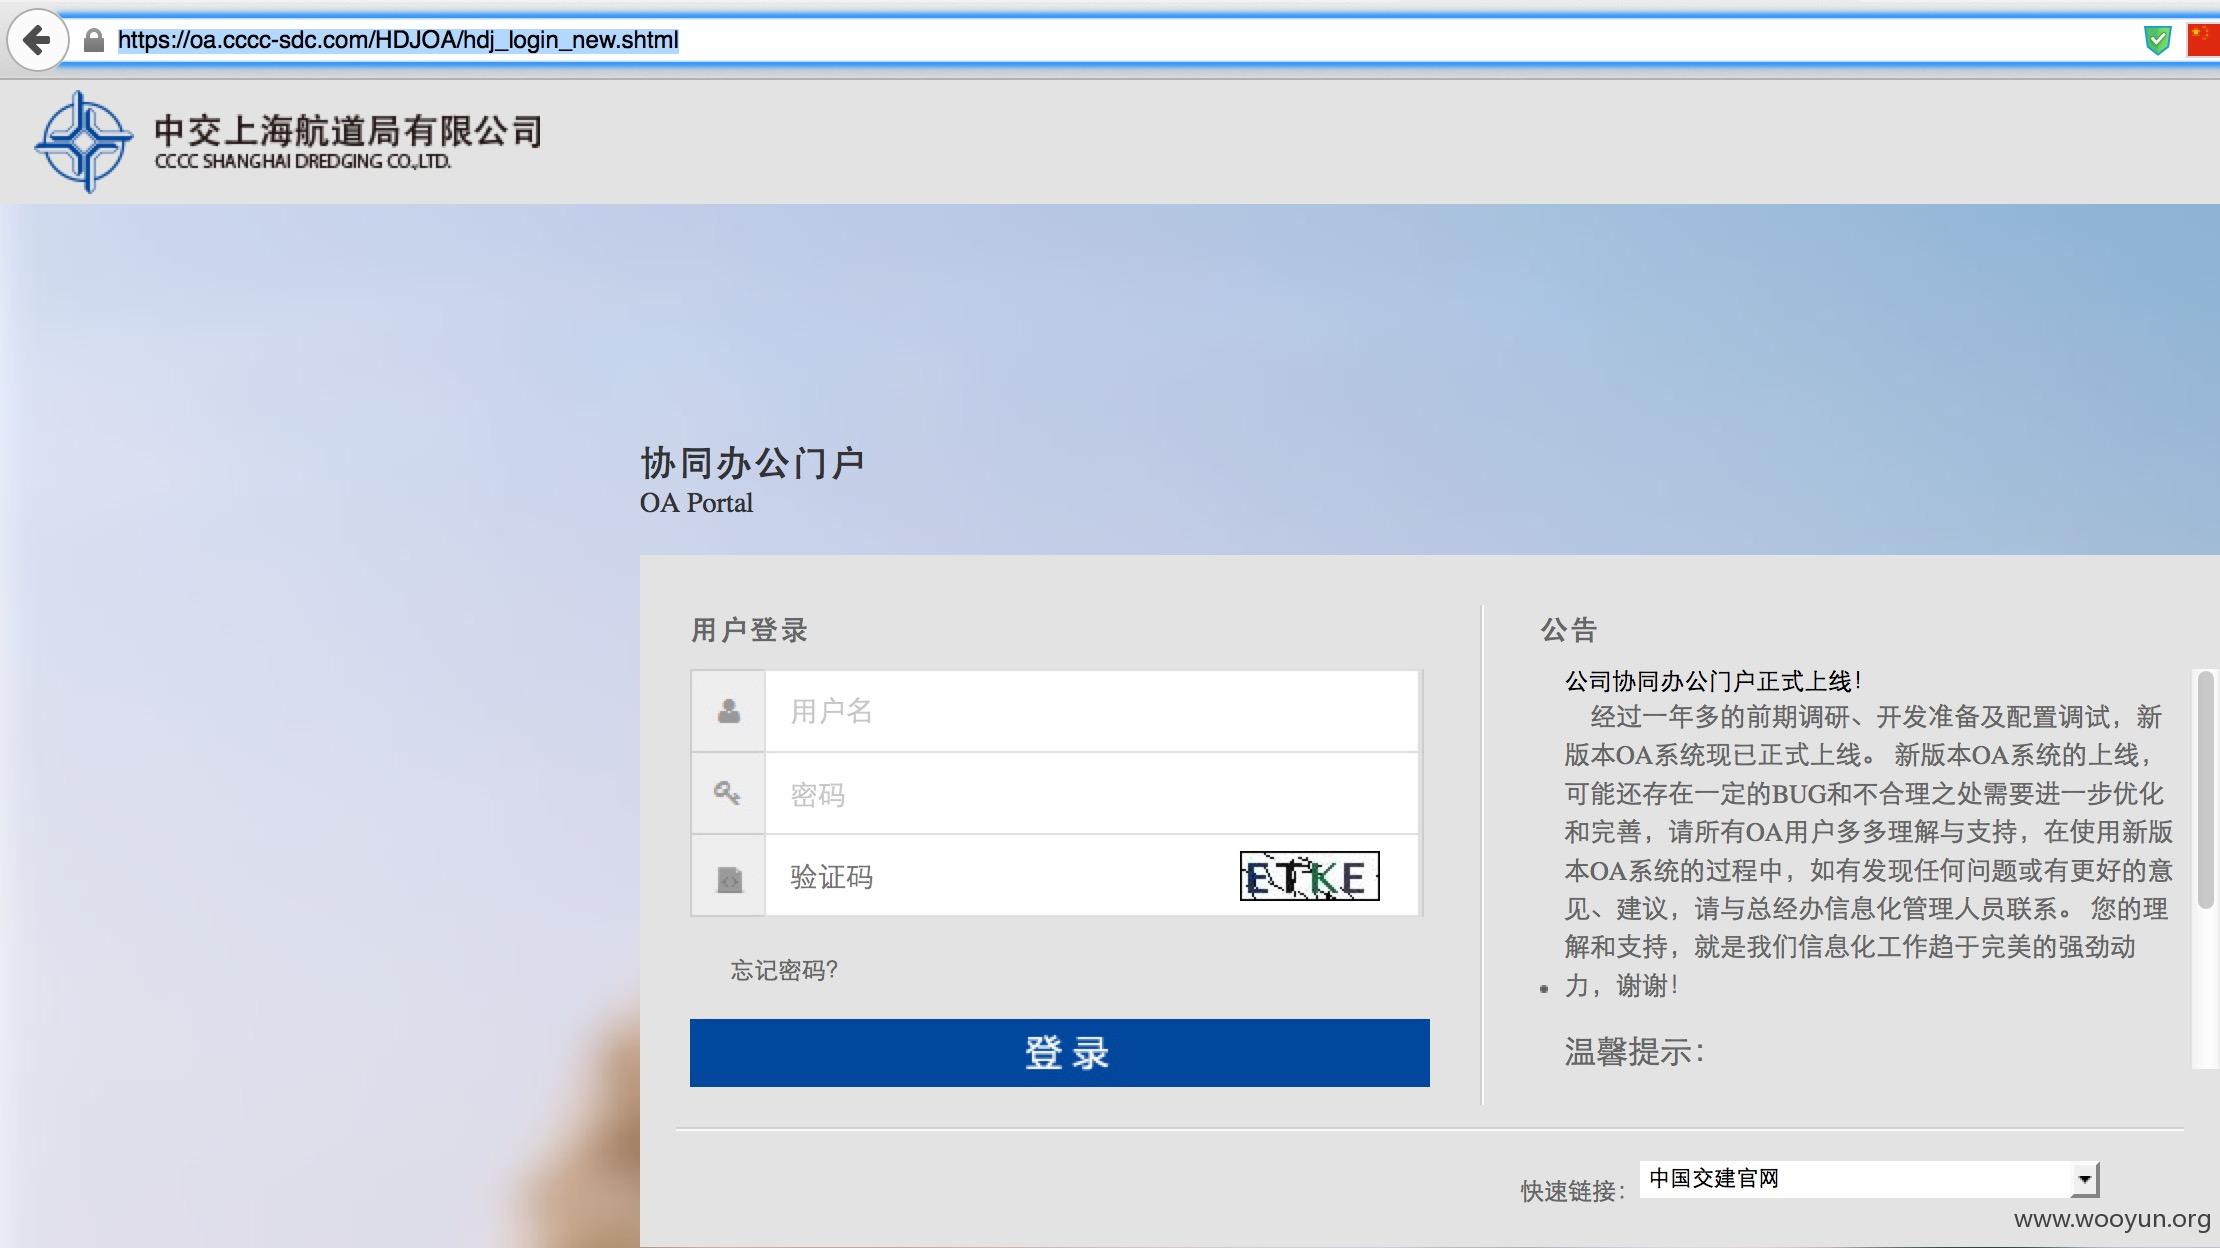 https://oa.cccc-sdc.com/HDJOA/hdj_login_new.shtml
中交上海航道局有限公司
CCCC SHANGHAI DREDGING CO.,LTD.
协同办公门户
OA Portal
用户登录
用户名
密码
验证码
ETKE
忘记密码?
登录
公告
公司协同办公门户正式上线！
经过一年多的前期调研、开发准备及配置调试，新
版本OA系统现已正式上线。 新版本OA系统的上线，
可能还存在一定的BUG和不合理之处需要进一步优化
和完善，请所有OA用户多多理解与支持，在使用新版
本OA系统的过程中，如有发现任何问题或有更好的意
见、建议，请与总经办信息化管理人员联系。 您的理
解和支持，就是我们信息化工作趋于完美的强劲动
力，谢谢！
温馨提示：
快速链接：
中国交建官网
www.wooyun.org